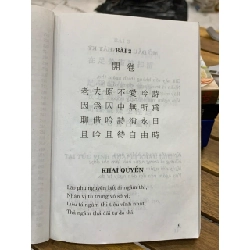 開卷
老夫原不愛吟詩
因為囚中無所為
聊借吟詩消永日
且吟且待自由時
KHAI QUYỂN
Lão phu nguyên bất ái ngâm thi,
Nhân vị tù trung vô sở vi;
Liêu tá ngâm thi tiêu vĩnh nhật
Thả ngâm thả đãi tự do thì.